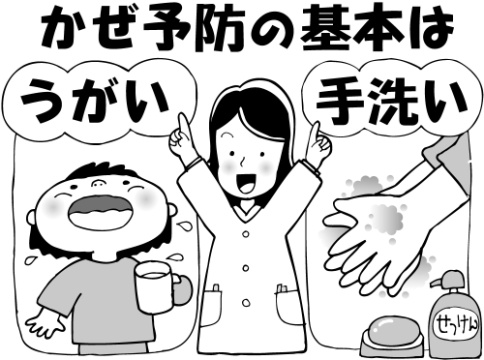 かぜ予防の基本は
うがい
手洗い
せっけん